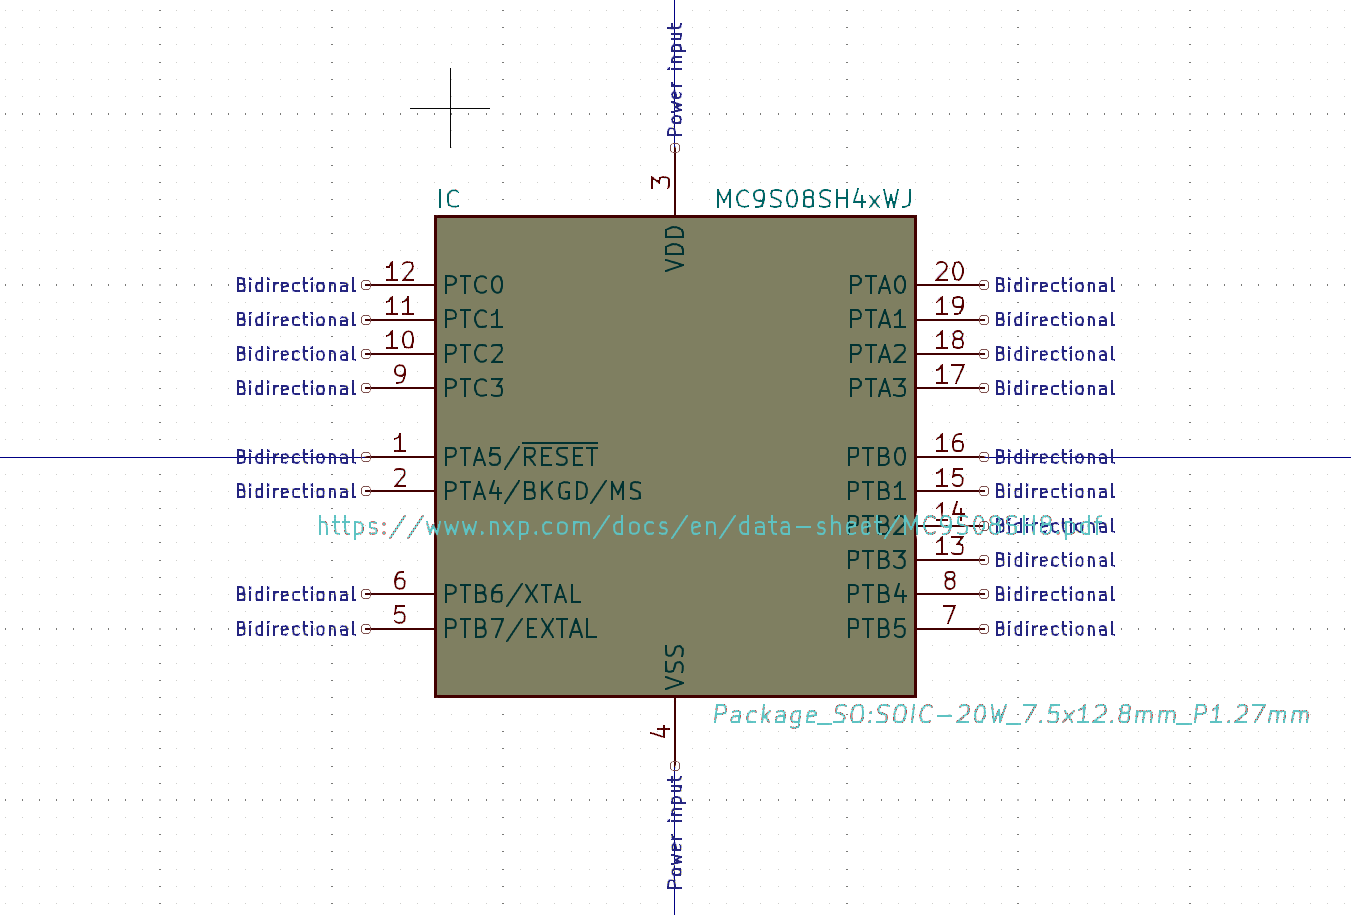 Power input
3
IC
MC9S08SH4xWJ
VDD
Bidirectional 12 PTC0
PTA0 20 Bidirectional
Bidirectional 11 PTC1
PTA1 19 Bidirectional
Bidirectional 10 PTC2
PTA2 18 Bidirectional
Bidirectional 9 PTC3
PTA3 17 Bidirectional
Bidirectional 1 PTA5/RESET
PTB0 16 Bidirectional
Bidirectional 2 PTA4/BKGD/MS
PTB1 15 Bidirectional
https://www.nxp.com/docs/en/data-sheet/MC9S08SH8.pdf
PTB2 14 Bidirectional
PTB3 13 Bidirectional
Bidirectional 6 PTB6/XTAL
PTB4 8 Bidirectional
Bidirectional 5 PTB7/EXTAL
PTB5 7 Bidirectional
VSS
Package_SO:SOIC-20W_7.5x12.8mm_P1.27mm
4
Power input